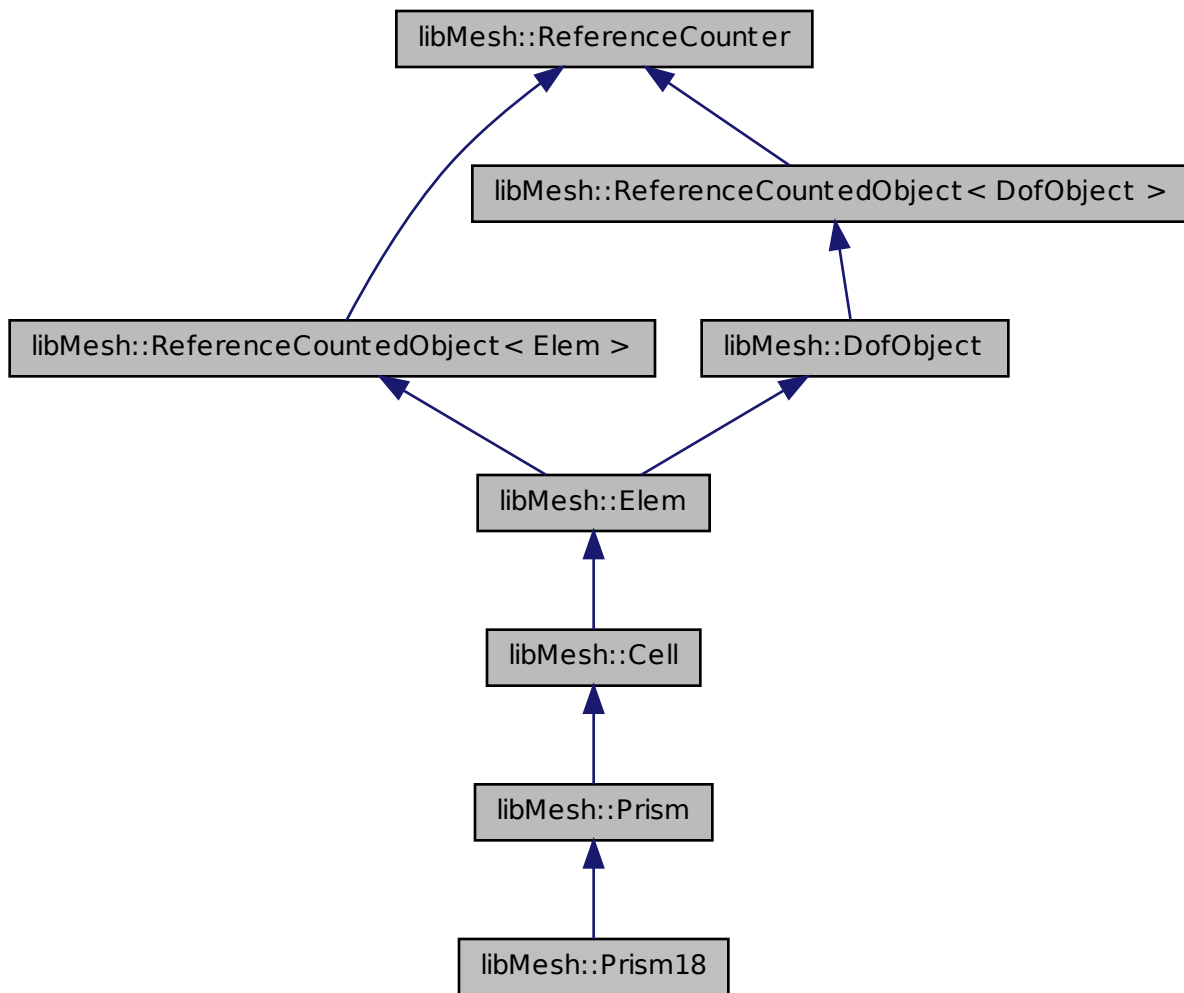 libMesh::ReferenceCounter
libMesh::ReferenceCountedObject< DofObject >
libMesh::ReferenceCountedObject< Elem >
libMesh::DofObject
libMesh::Elem
libMesh::Cell
libMesh::Prism
libMesh::Prism18